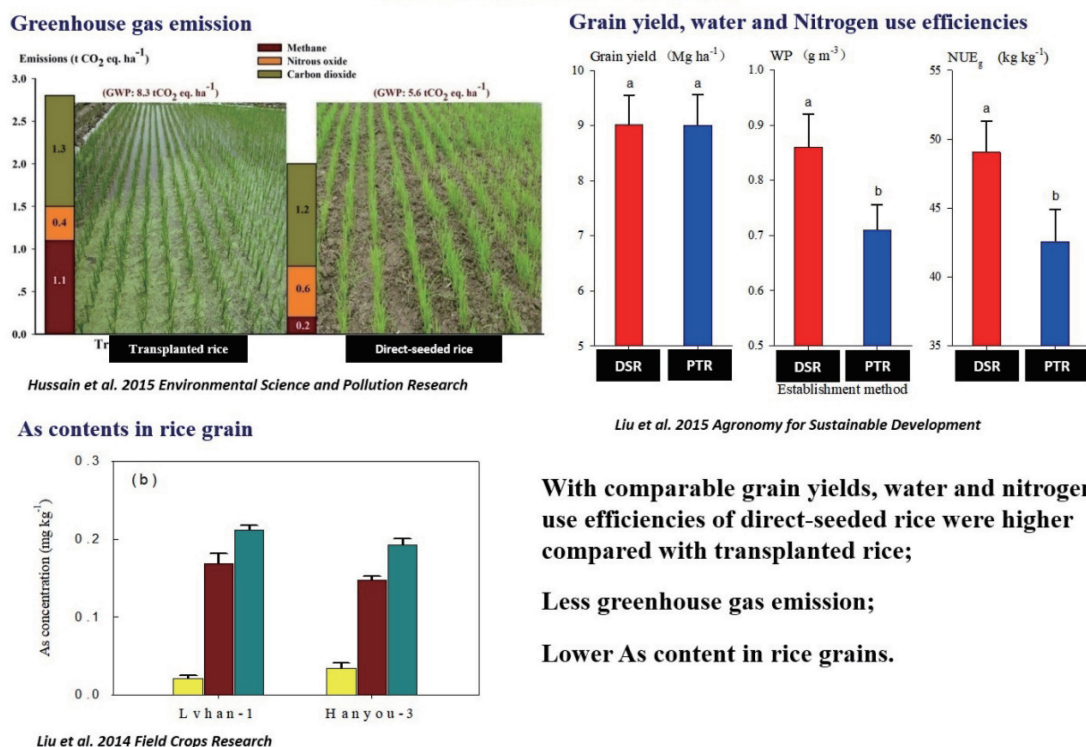 Greenhouse gas emission
Emissions (t CO2 eq. ha-1)
Methane
Nitrous oxide
Carbon dioxide
(GWP: 8.3 tCO2 eq. ha-1)
(GWP: 5.6 tCO2 eq. ha-1)
3.0
2.5
2.0
1.5
1.0
.5
0.0
1.3
0.4
1.1
1.2
0.6
0.2
Tr
Transplanted rice
Direct-seeded rice
Hussain et al. 2015 Environmental Science and Pollution Research
Grain yield, water and Nitrogen use efficiencies
Grain yield (Mg ha-1)
10
9
8
7
6
5
a
a
DSR
PTR
WP (g m-3)
1.0
0.9
0.8
0.7
0.6
0.5
a
b
DSR
PTR
Establishment method
NUEg (kg kg-1)
55
50
45
40
35
a
b
DSR
PTR
Liu et al. 2015 Agronomy for Sustainable Development
As contents in rice grain
(b)
As concentration (mg kg-1)
0.3
0.2
0.1
0.0
Lvhan-1
Hanyou-3
Liu et al. 2014 Field Crops Research
With comparable grain yields, water and nitrogen
use efficiencies of direct-seeded rice were higher
compared with transplanted rice;
Less greenhouse gas emission;
Lower As content in rice grains.